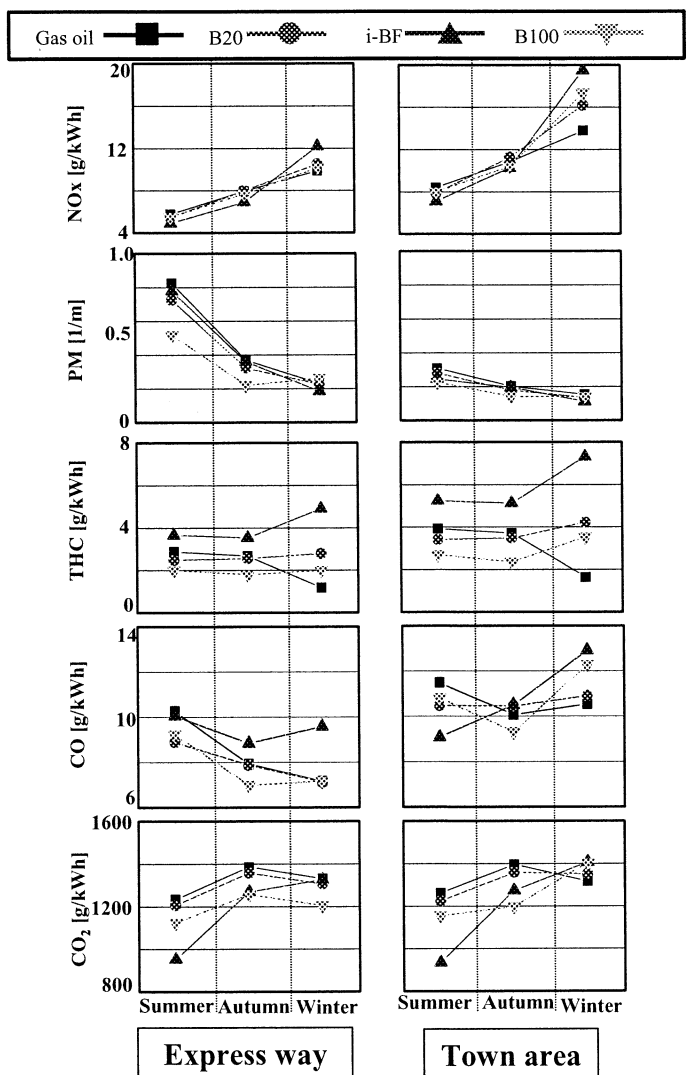 Gas oil B20 i-BF B100
20
12
4
NOx [g/kWh]
1.0
0.5
0
PM [1/m]
8
4
0
THC [g/kWh]
14
10
6
CO [g/kWh]
1600
1200
800
CO2 [g/kWh]
Summer Autumn Winter Summer Autumn Winter
Express way Town area